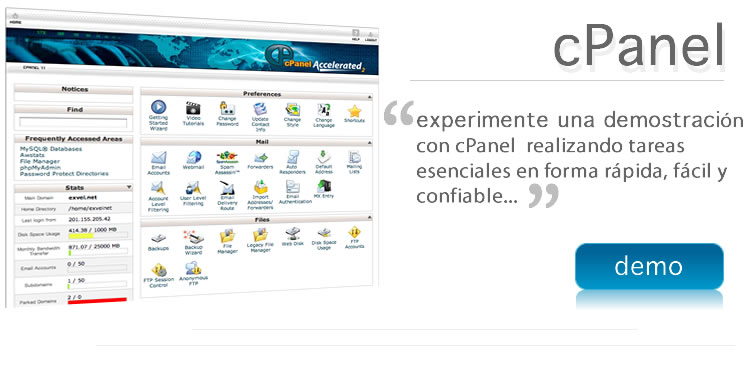 HOME
HELP LOGOUT
cPanel Accelerated2
CPANEL 11
Notices
Find
Frequently Accessed Areas
MySQL® Databases
Awstats
File Manager
phpMyAdmin
Password Protect Directories
Stats
Main Domain exvei.net
Home Directory /home/exveinet
Last login from 201.155.205.42
Disk Space Usage 414.38 / 1000 MB
Monthly Bandwidth Transfer 871.07 / 25000 MB
Email Accounts 0 / 50
Subdomains 1 / 50
Parked Domains 2 / 0
Preferences
Getting Started Wizard
Video Tutorials
Change Password
Update Contact Info
Change Style
Change Language
Shortcuts
Mail
Email Accounts
Webmail
Spam Assassin™
Forwarders
Auto Responders
Default Address
Mailing Lists
Account Level Filtering
User Level Filtering
Email Delivery Route
Import Addresses/ Forwarders
Email Authentication
MX Entry
Files
Backups
Backup Wizard
File Manager
Legacy File Manager
Web Disk
Disk Space Usage
FTP Accounts
FTP Session Control
Anonymous FTP
cPanel
“experimente una demostración
con cPanel realizando tareas
esenciales en forma rápida, fácil y
confiable... ”
demo